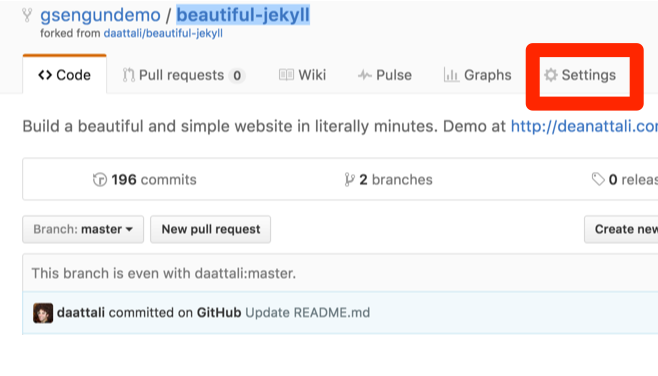 gsengundemo / beautiful-jekyll
forked from daattali/beautiful-jekyll
Code Pull requests 0 Wiki Pulse Graphs Settings
Build a beautiful and simple website in literally minutes. Demo at http://deanattali.co
196 commits 2 branches 0 relea
Branch: master New pull request Create new
This branch is even with daattali:master.
daattali committed on GitHub Update README.md